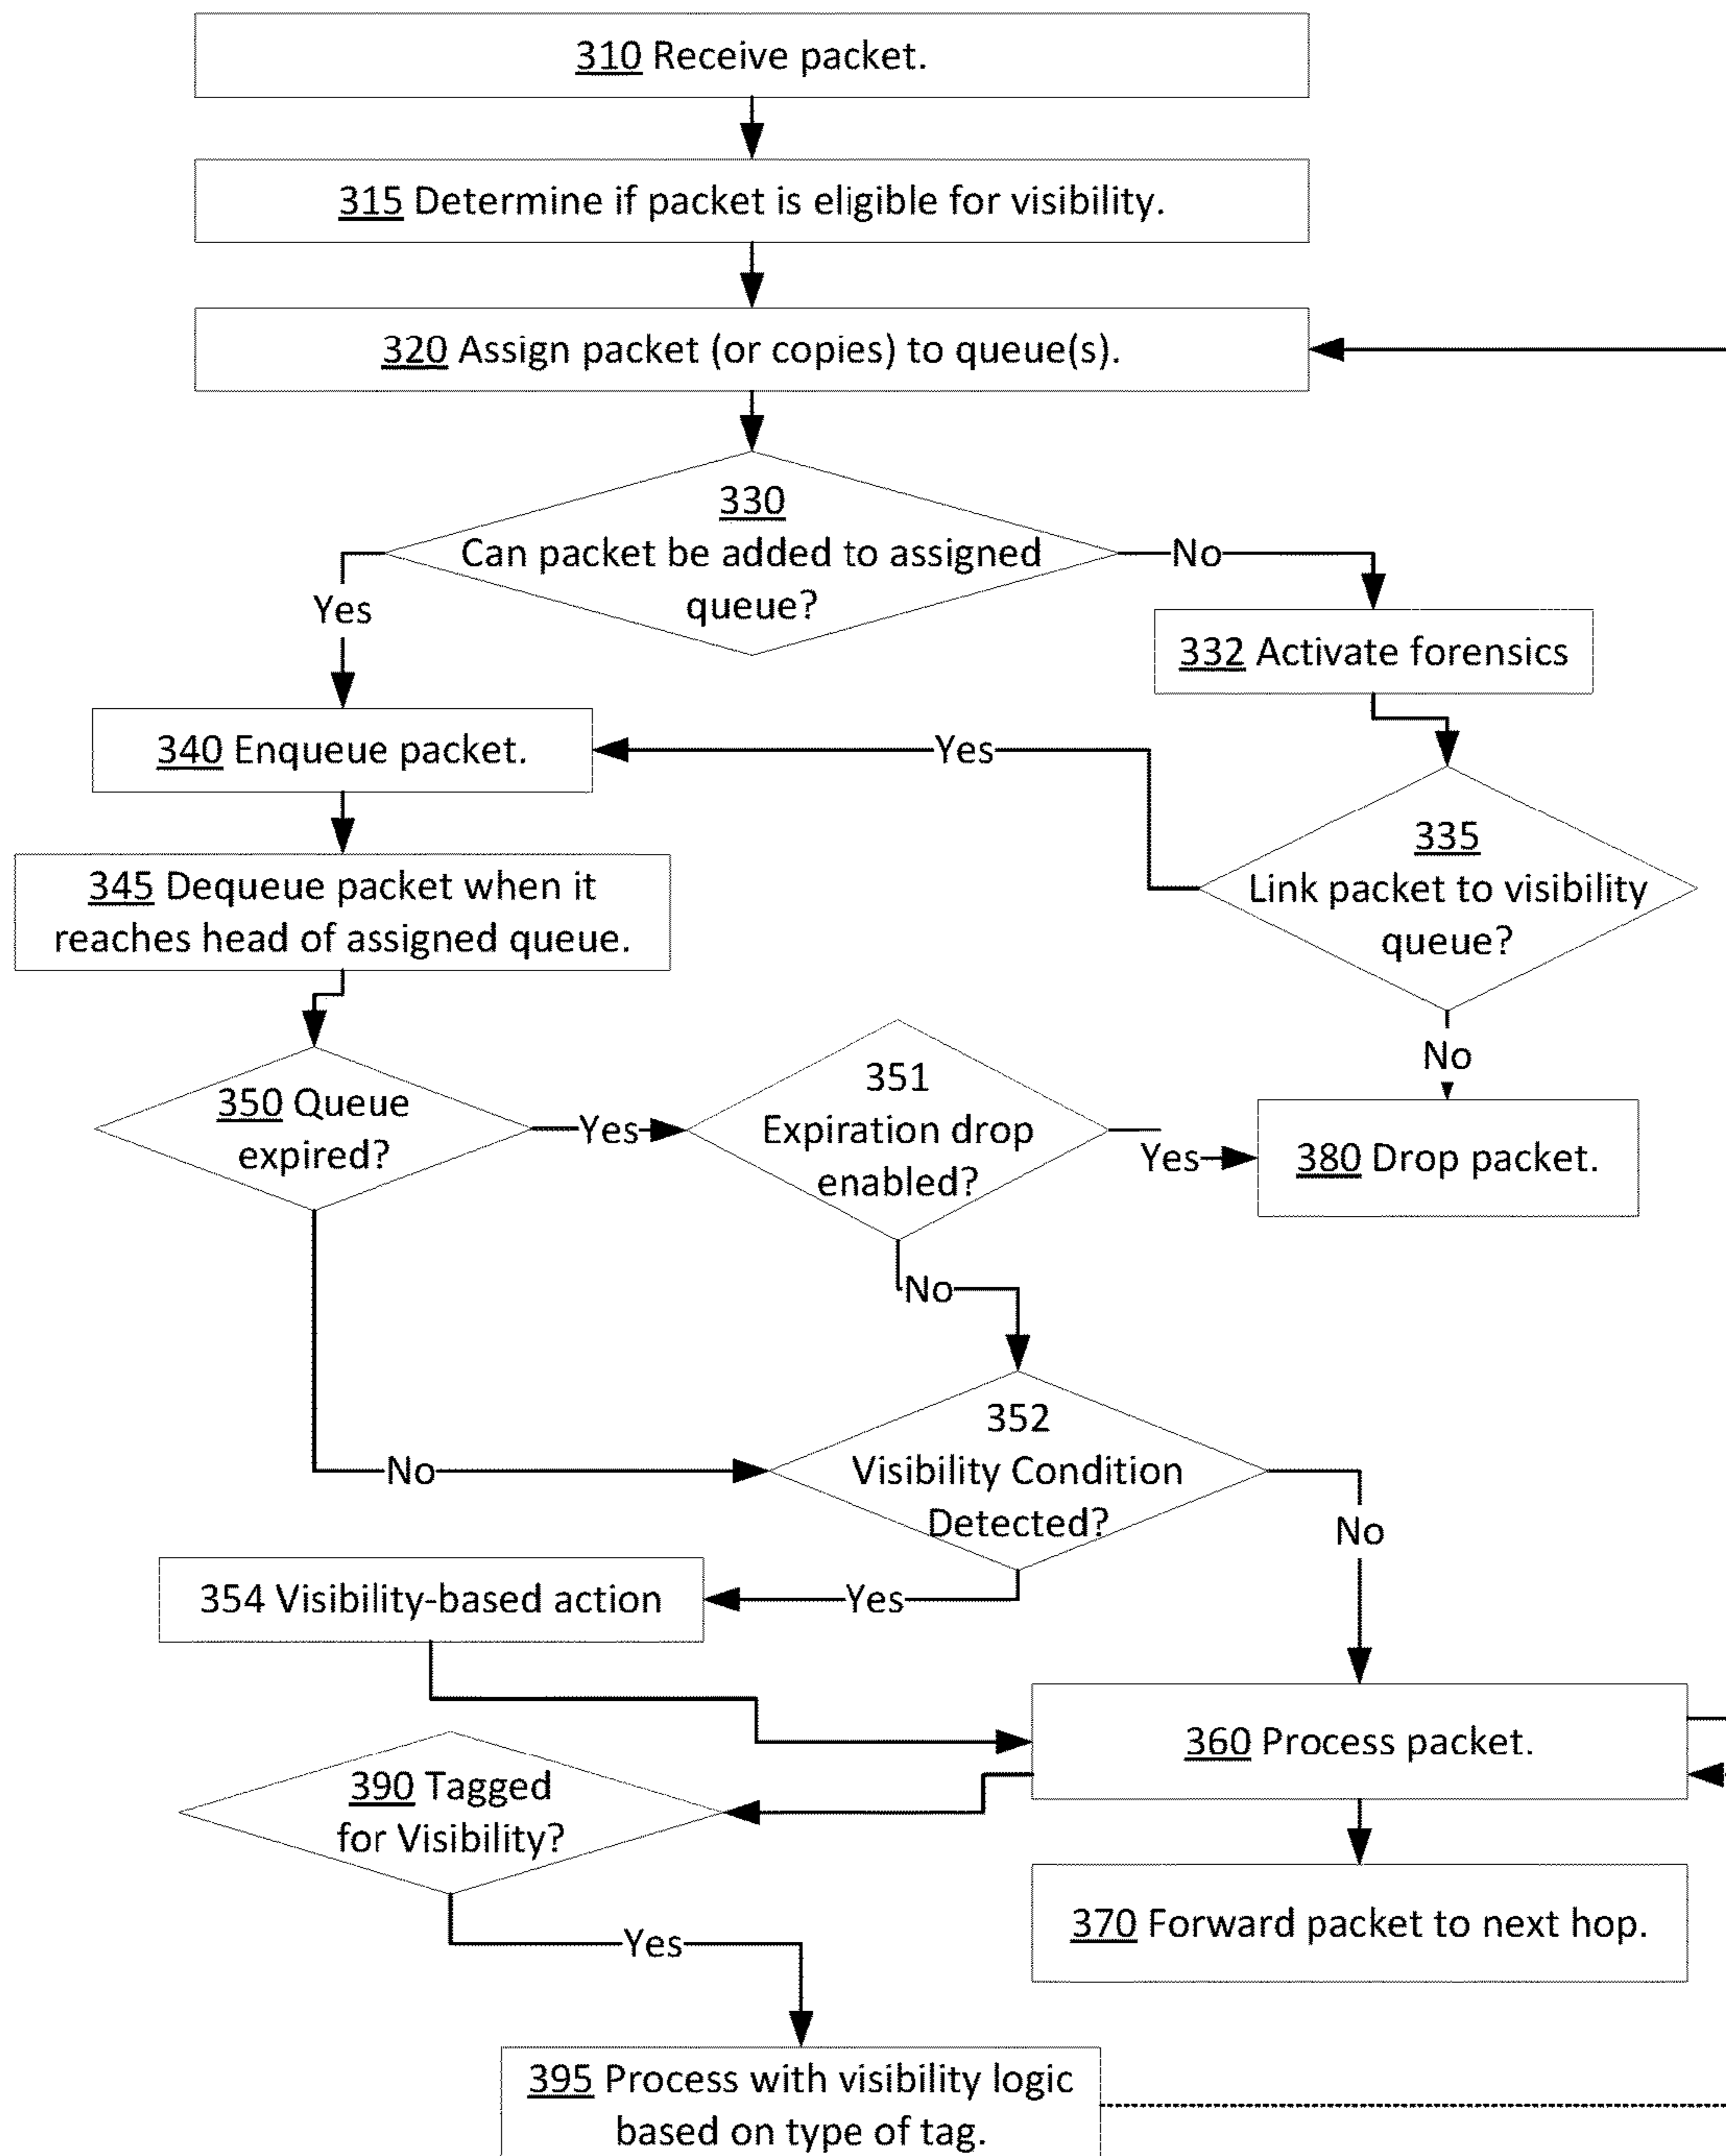 310 Receive packet.
315 Determine if packet is eligible for visibility.
320 Assign packet (or copies) to queue(s).
330
Can packet be added to assigned
queue?
No
Yes
332 Activate forensics
340 Enqueue packet.
Yes
335
Link packet to visibility
queue?
345 Dequeue packet when it
reaches head of assigned queue.
No
350 Queue
expired?
Yes
351
Expiration drop
enabled?
Yes
380 Drop packet.
No
352
Visibility Condition
Detected?
No
No
354 Visibility-based action
Yes
360 Process packet.
390 Tagged
for Visibility?
370 Forward packet to next hop.
Yes
395 Process with visibility logic
based on type of tag.